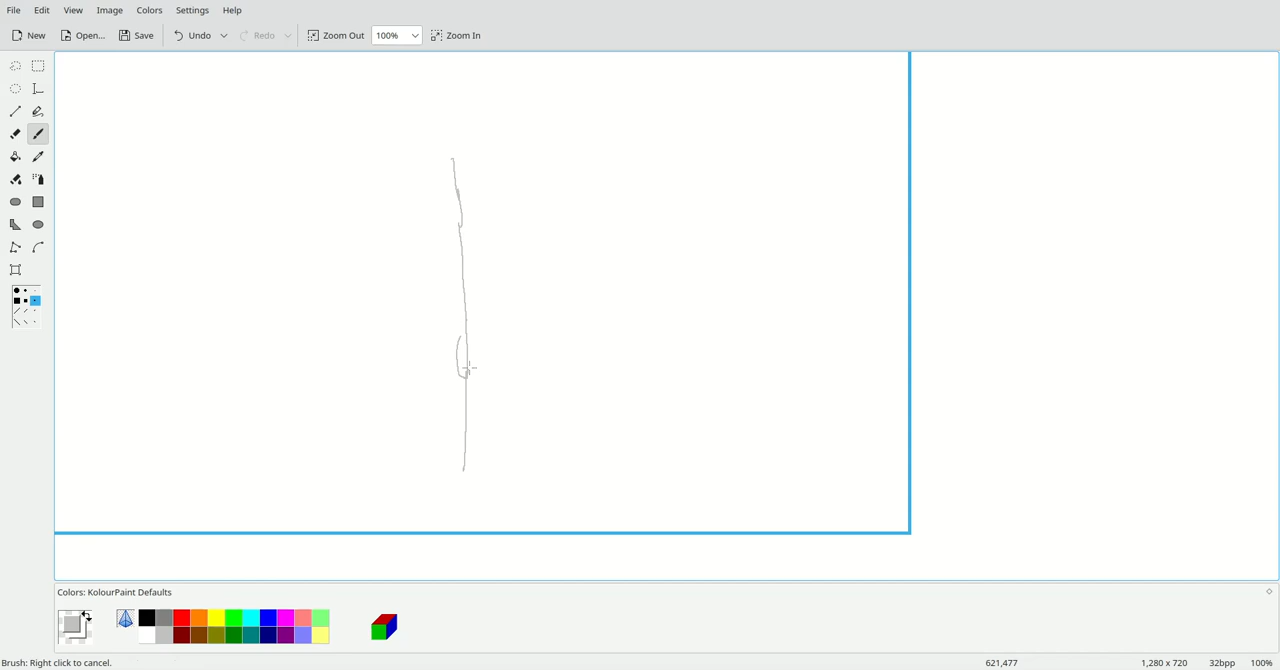 File Edit View Image Colors Settings Help
New Open... Save Undo Redo Zoom Out 100% Zoom In
Colors: KolourPaint Defaults
Brush: Right click to cancel. 621,477 1,280 x 720 32bpp 100%